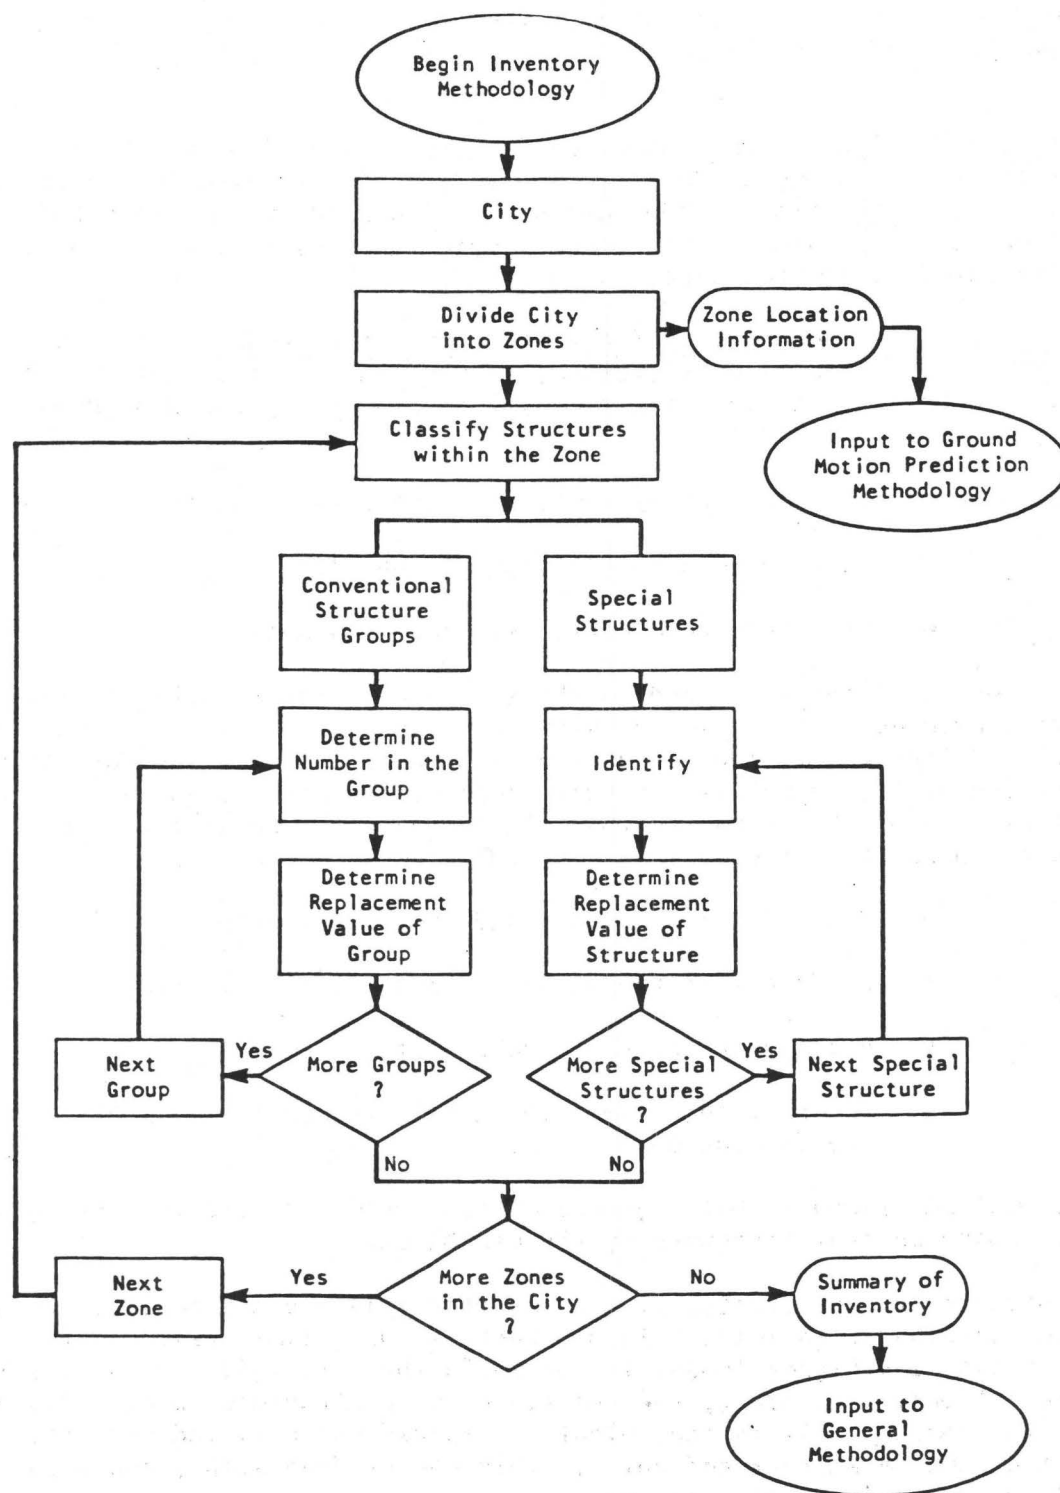 Begin Inventory
Methodology
City
Divide City
into Zones
Zone Location
Information
Classify Structures
within the Zone
Input to Ground
Motion Prediction
Methodology
Conventional
Structure
Groups
Special
Structures
Determine
Number in the
Group
Identify
Determine
Replacement
Value of
Group
Determine
Replacement
Value of
Structure
Next
Group
Yes
More Groups
?
More Special
Structures
?
Yes
Next Special
Structure
No
No
Next
Zone
Yes
More Zones
in the City
?
No
Summary of
Inventory
Input to
General
Methodology